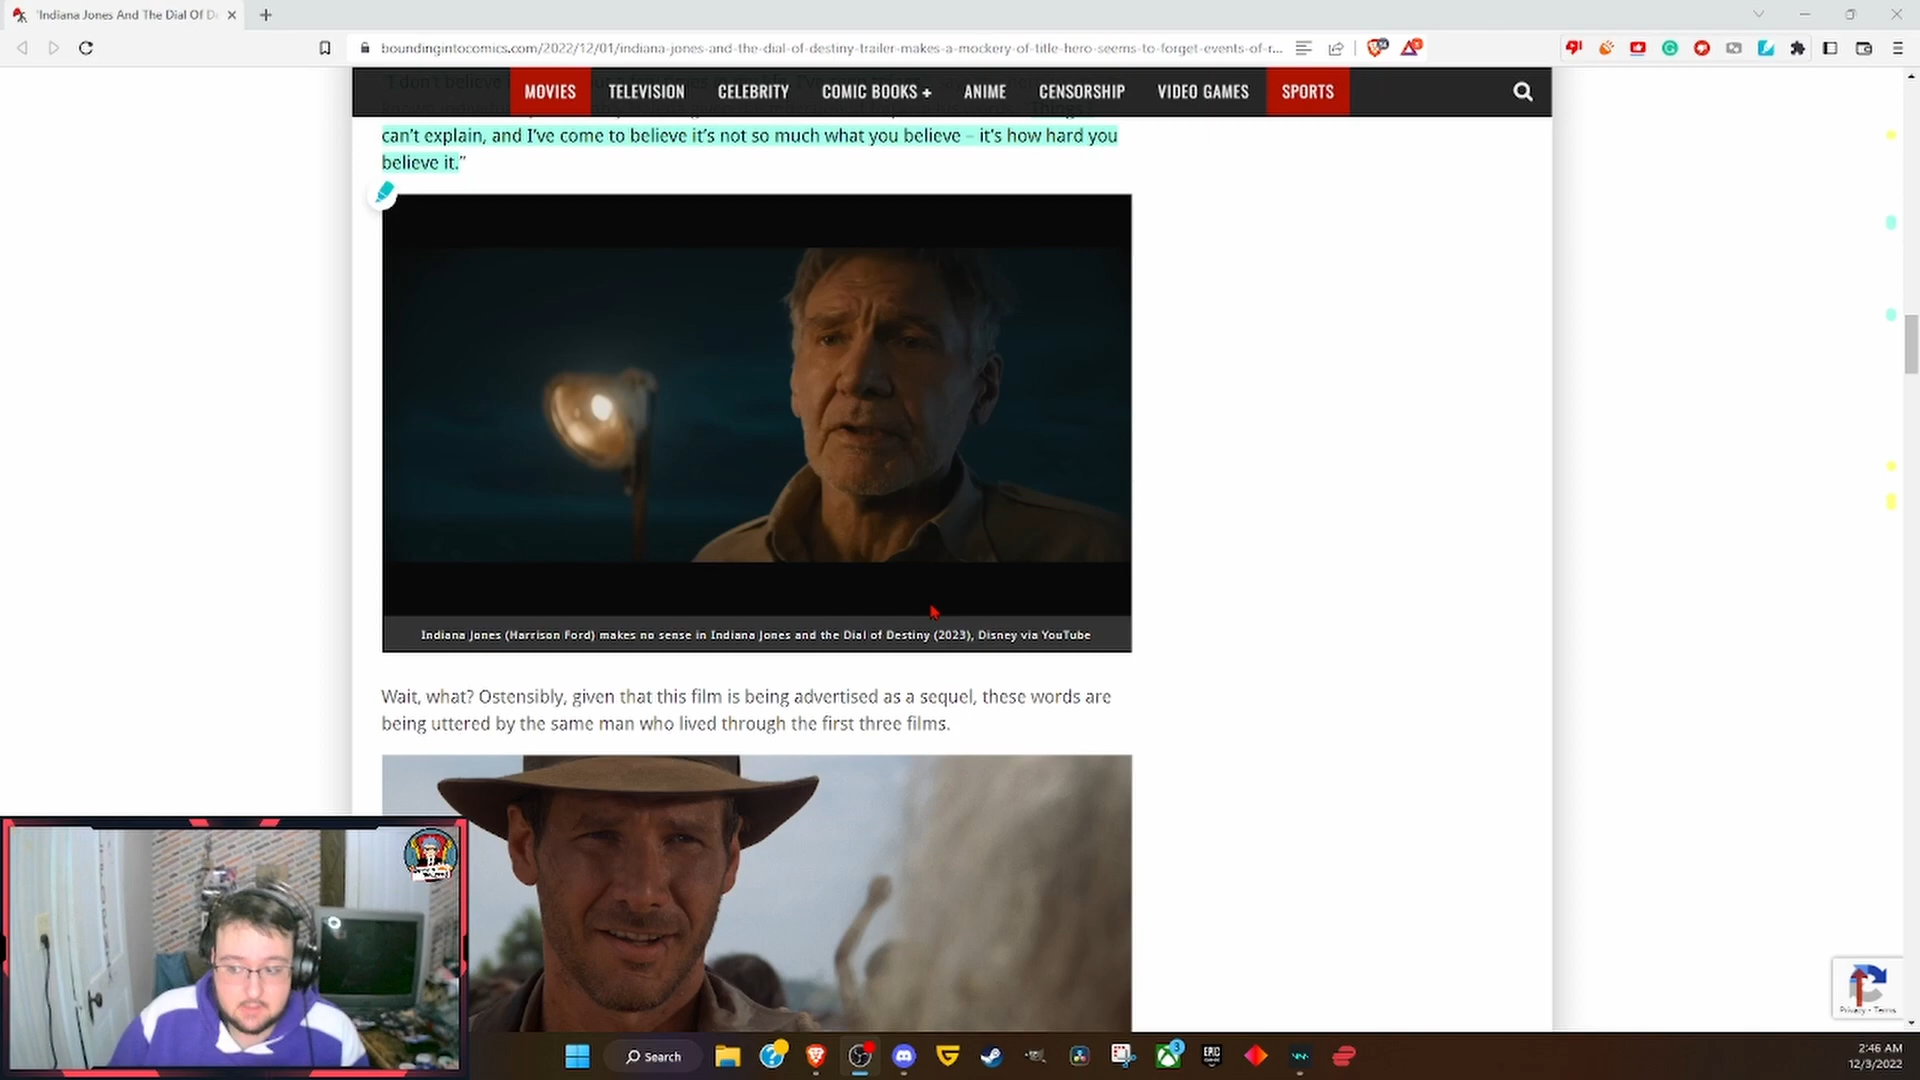 'Indiana Jones And The Dial Of De
boundingintocomics.com/2022/12/01/indiana-jones-and-the-dial-of-destiny-trailer-makes-a-mockery-of-title-hero-seems-to-forget-events-of-r...
MOVIES TELEVISION CELEBRITY COMIC BOOKS + ANIME CENSORSHIP VIDEO GAMES SPORTS
can't explain, and I've come to believe it's not so much what you believe – it's how hard you
believe it."
Indiana Jones (Harrison Ford) makes no sense in Indiana Jones and the Dial of Destiny (2023), Disney via YouTube
Wait, what? Ostensibly, given that this film is being advertised as a sequel, these words are
being uttered by the same man who lived through the first three films.
Privacy - Terms
Search
EPIC
3
2:46 AM
12/3/2022